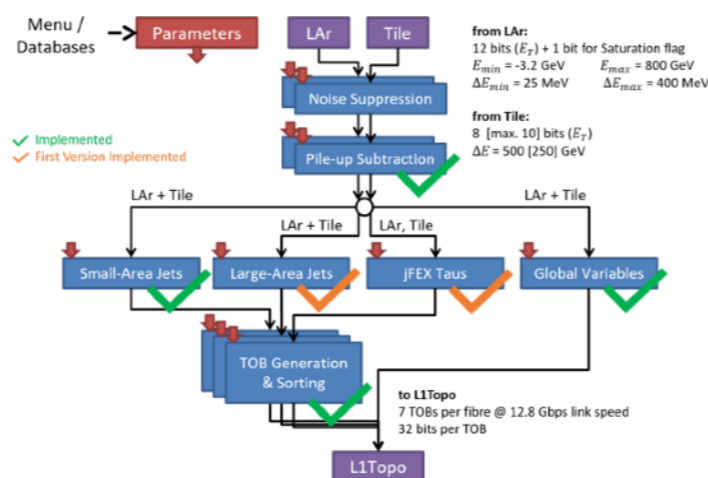 Menu /
Databases
Parameters
LAr
Tile
from LAr:
12 bits (E_T) + 1 bit for Saturation flag
E_min = -3.2 GeV E_max = 800 GeV
ΔE_min = 25 MeV ΔE_max = 400 MeV
Noise Suppression
from Tile:
8 [max. 10] bits (E_T)
ΔE = 500 [250] GeV
Implemented
First Version Implemented
Pile-up Subtraction
LAr + Tile
LAr + Tile
LAr, Tile
LAr + Tile
Small-Area Jets
Large-Area Jets
jFEX Taus
Global Variables
TOB Generation
& Sorting
to L1Topo
7 TOBs per fibre @ 12.8 Gbps link speed
32 bits per TOB
L1Topo